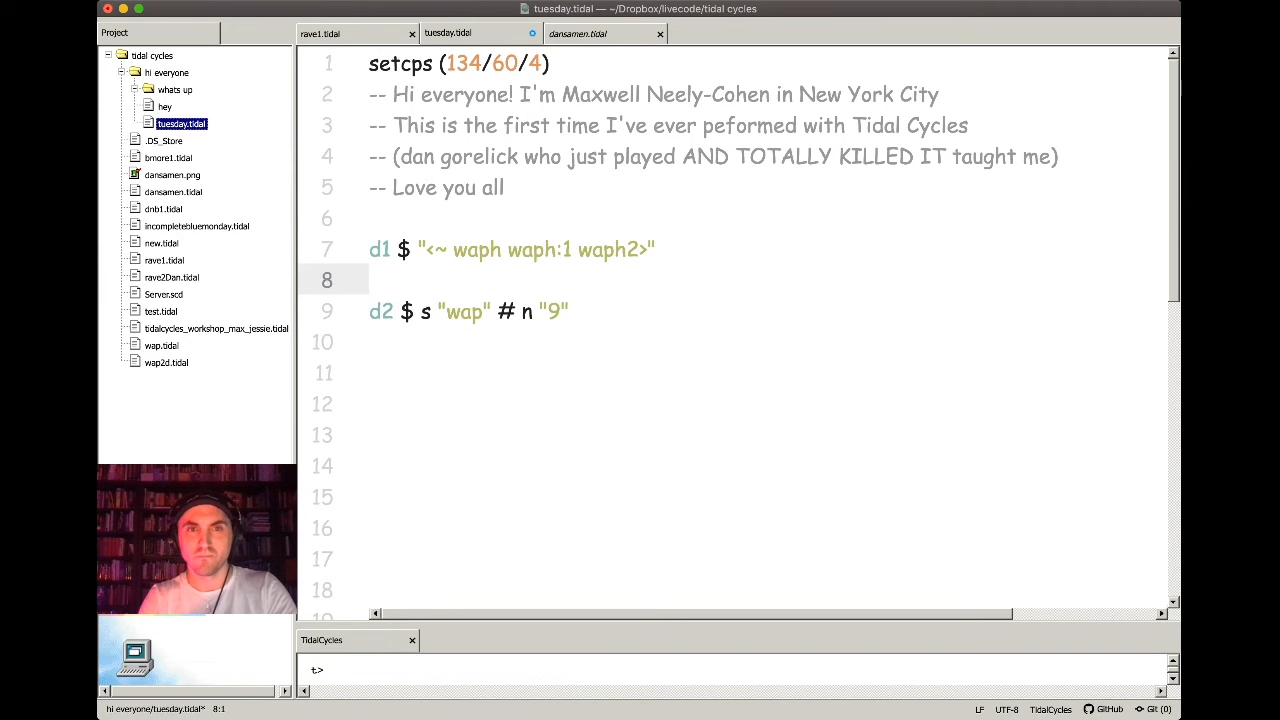 tuesday.tidal — ~/Dropbox/livecode/tidal cycles
Project
rave1.tidal
tuesday.tidal
dansamen.tidal
tidal cycles
hi everyone
whats up
hey
tuesday.tidal
.DS_Store
bmore1.tidal
dansamen.png
dansamen.tidal
dnb1.tidal
incompletebluemonday.tidal
new.tidal
rave1.tidal
rave2Dan.tidal
Server.scd
test.tidal
tidalcycles_workshop_max_jessie.tidal
wap.tidal
wap2d.tidal
1 setcps (134/60/4)
2 -- Hi everyone! I'm Maxwell Neely-Cohen in New York City
3 -- This is the first time I've ever peformed with Tidal Cycles
4 -- (dan gorelick who just played AND TOTALLY KILLED IT taught me)
5 -- Love you all
6
7 d1 $ "<~ waph waph:1 waph2>"
8
9 d2 $ s "wap" # n "9"
10
11
12
13
14
15
16
17
18
19
TidalCycles
t>
hi everyone/tuesday.tidal* 8:1
LF UTF-8 TidalCycles GitHub Git (0)